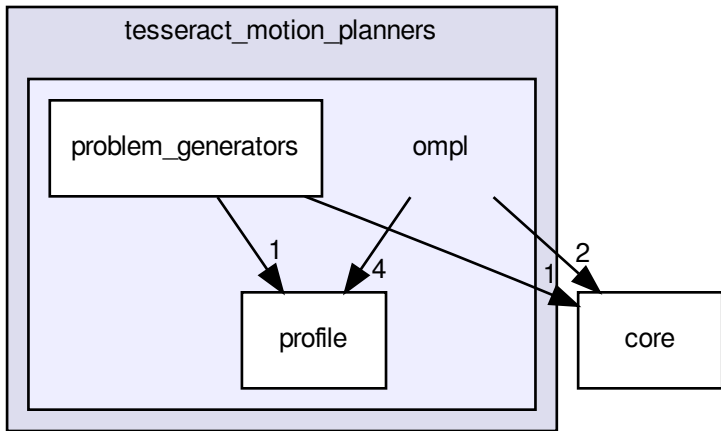 tesseract_motion_planners
problem_generators
ompl
1
4
1
2
profile
core